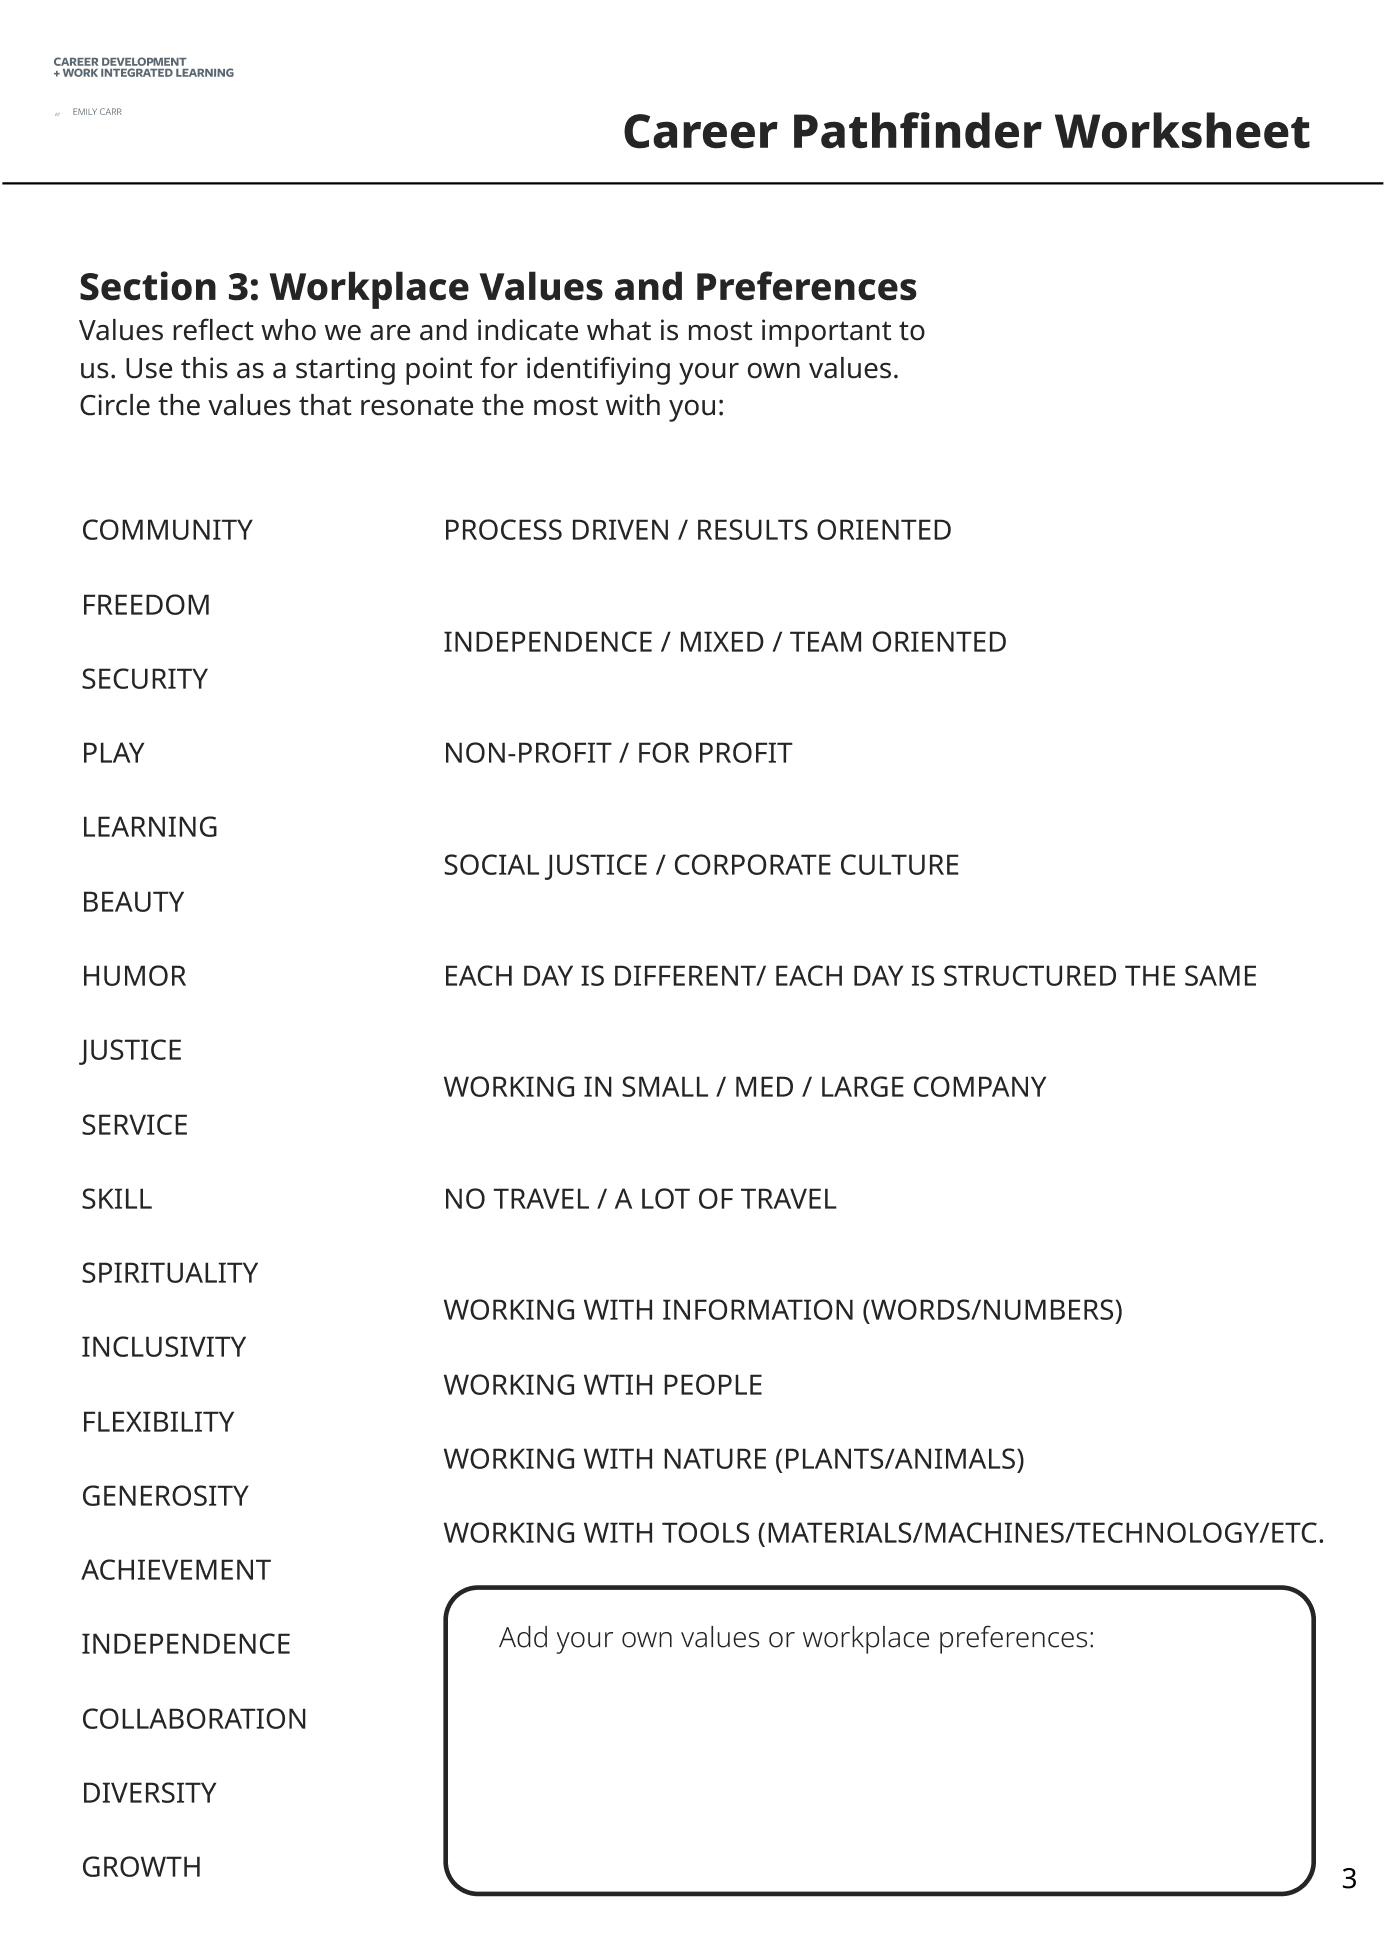 CAREER DEVELOPMENT
+ WORK INTEGRATED LEARNING
EMILY CARR
Career Pathfinder Worksheet
Section 3: Workplace Values and Preferences
Values reflect who we are and indicate what is most important to
us. Use this as a starting point for identifiying your own values.
Circle the values that resonate the most with you:
COMMUNITY
FREEDOM
SECURITY
PLAY
LEARNING
BEAUTY
HUMOR
JUSTICE
SERVICE
SKILL
SPIRITUALITY
INCLUSIVITY
FLEXIBILITY
GENEROSITY
ACHIEVEMENT
INDEPENDENCE
COLLABORATION
DIVERSITY
GROWTH
PROCESS DRIVEN / RESULTS ORIENTED
INDEPENDENCE / MIXED / TEAM ORIENTED
NON-PROFIT / FOR PROFIT
SOCIAL JUSTICE / CORPORATE CULTURE
EACH DAY IS DIFFERENT/ EACH DAY IS STRUCTURED THE SAME
WORKING IN SMALL / MED / LARGE COMPANY
NO TRAVEL / A LOT OF TRAVEL
WORKING WITH INFORMATION (WORDS/NUMBERS)
WORKING WTIH PEOPLE
WORKING WITH NATURE (PLANTS/ANIMALS)
WORKING WITH TOOLS (MATERIALS/MACHINES/TECHNOLOGY/ETC.
Add your own values or workplace preferences:
3